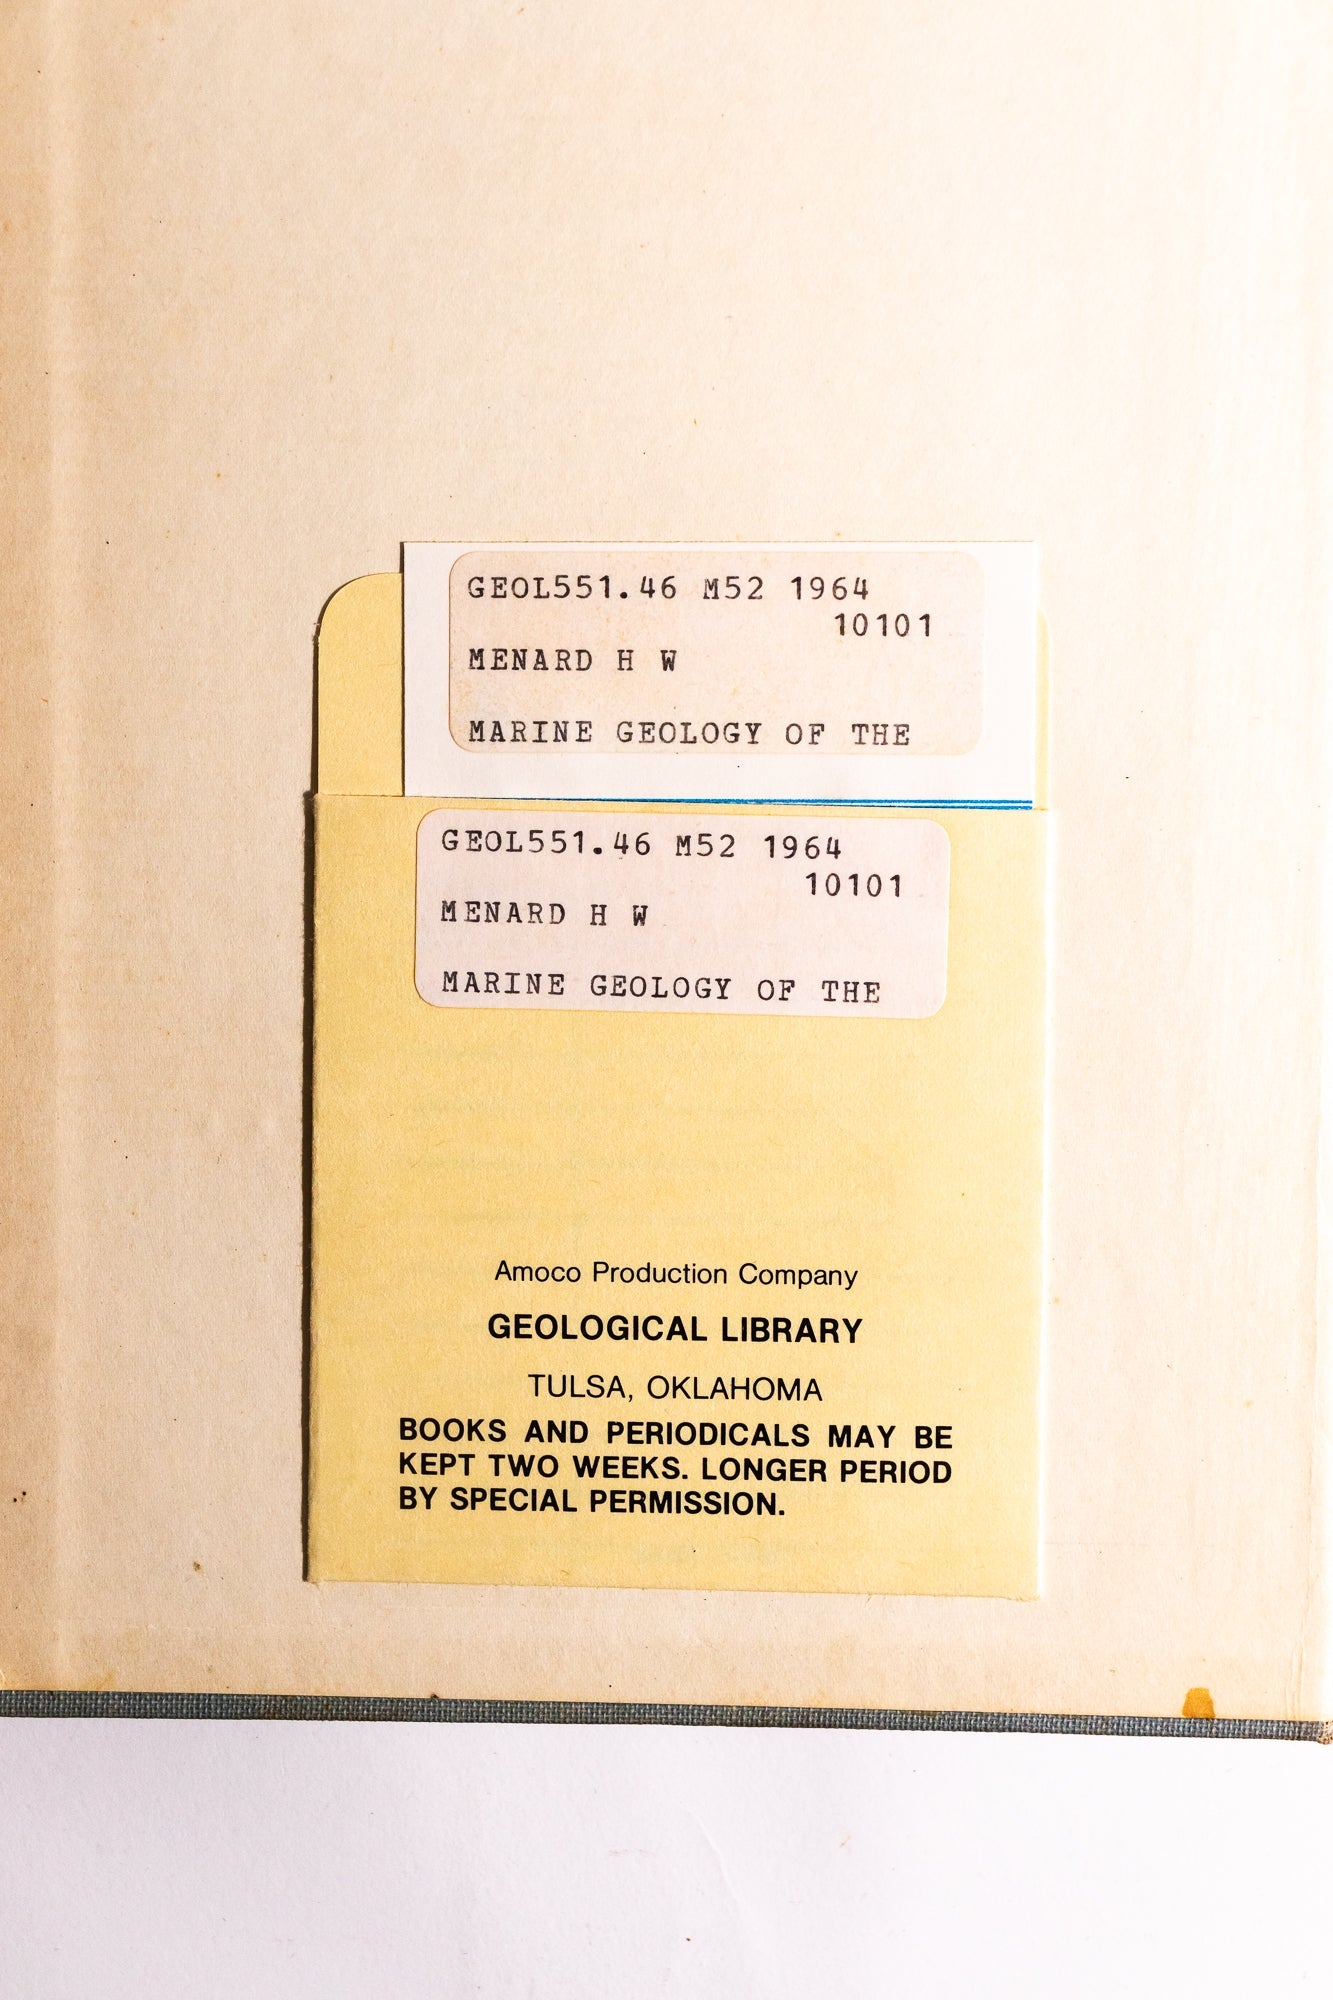 GEOL551.46 M52 1964
10101
MENARD H W
MARINE GEOLOGY OF THE
GEOL551.46 M52 1964
10101
MENARD H W
MARINE GEOLOGY OF THE
Amoco Production Company
GEOLOGICAL LIBRARY
TULSA, OKLAHOMA
BOOKS AND PERIODICALS MAY BE
KEPT TWO WEEKS. LONGER PERIOD
BY SPECIAL PERMISSION.